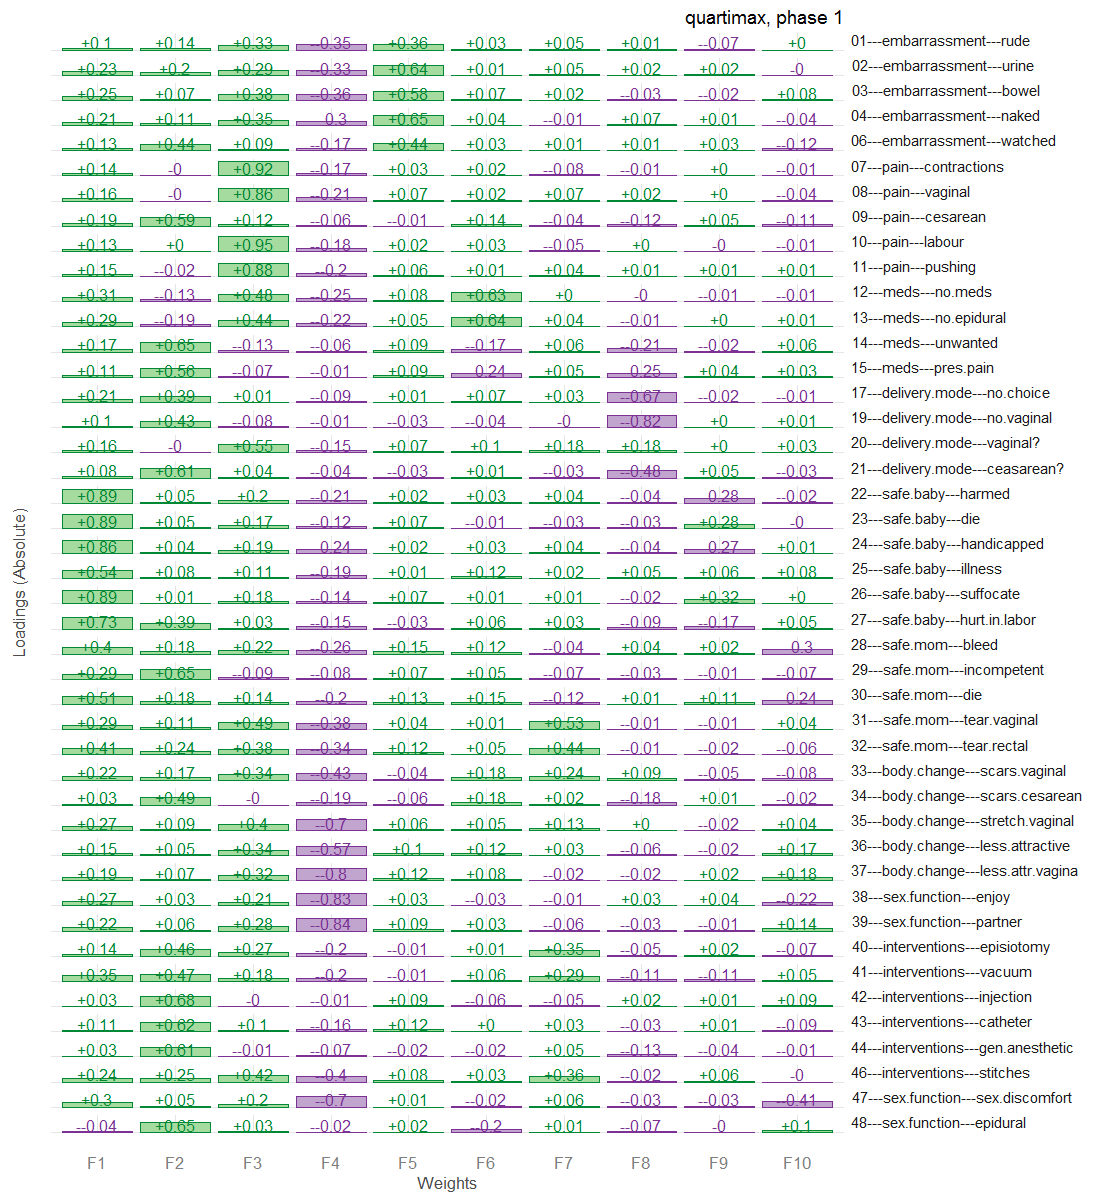 quartimax, phase 1
+0.1 +0.14 +0.33 --0.35 +0.36 +0.03 +0.05 +0.01 --0.07 +0 01---embarrassment---rude
+0.23 +0.2 +0.29 --0.33 +0.64 +0.01 +0.05 +0.02 +0.02 -0 02---embarrassment---urine
+0.25 +0.07 +0.38 --0.36 +0.58 +0.07 +0.02 --0.03 --0.02 +0.08 03---embarrassment---bowel
+0.21 +0.11 +0.35 --0.3 +0.65 +0.04 --0.01 +0.07 +0.01 --0.04 04---embarrassment---naked
+0.13 +0.44 +0.09 --0.17 +0.44 +0.03 +0.01 +0.01 +0.03 --0.12 06---embarrassment---watched
+0.14 -0 +0.92 --0.17 +0.03 +0.02 --0.08 --0.01 +0 --0.01 07---pain---contractions
+0.16 -0 +0.86 --0.21 +0.07 +0.02 +0.07 +0.02 +0 --0.04 08---pain---vaginal
+0.19 +0.59 +0.12 --0.06 --0.01 +0.14 --0.04 --0.12 +0.05 --0.11 09---pain---cesarean
+0.13 +0 +0.95 --0.18 +0.02 +0.03 --0.05 +0 -0 --0.01 10---pain---labour
+0.15 --0.02 +0.88 --0.2 +0.06 +0.01 +0.04 +0.01 +0.01 +0.01 11---pain---pushing
+0.31 --0.13 +0.48 --0.25 +0.08 +0.63 +0 -0 --0.01 --0.01 12---meds---no.meds
+0.29 --0.19 +0.44 --0.22 +0.05 +0.64 +0.04 --0.01 +0 +0.01 13---meds---no.epidural
+0.17 +0.65 --0.13 --0.06 +0.09 --0.17 +0.06 --0.21 --0.02 +0.06 14---meds---unwanted
+0.11 +0.56 --0.07 --0.01 +0.09 --0.24 +0.05 --0.25 +0.04 +0.03 15---meds---pres.pain
+0.21 +0.39 +0.01 --0.09 +0.01 +0.07 +0.03 --0.67 --0.02 --0.01 17---delivery.mode---no.choice
+0.1 +0.43 --0.08 --0.01 --0.03 --0.04 -0 --0.82 +0 +0.01 19---delivery.mode---no.vaginal
+0.16 -0 +0.55 --0.15 +0.07 +0.1 +0.18 +0.18 +0 +0.03 20---delivery.mode---vaginal?
+0.08 +0.61 +0.04 --0.04 --0.03 +0.01 --0.03 --0.48 +0.05 --0.03 21---delivery.mode---ceasarean?
+0.89 +0.05 +0.2 --0.21 +0.02 +0.03 +0.04 --0.04 --0.28 --0.02 22---safe.baby---harmed
+0.89 +0.05 +0.17 --0.12 +0.07 --0.01 --0.03 --0.03 +0.28 -0 23---safe.baby---die
+0.86 +0.04 +0.19 --0.24 +0.02 +0.03 +0.04 --0.04 --0.27 +0.01 24---safe.baby---handicapped
+0.54 +0.08 +0.11 --0.19 +0.01 +0.12 +0.02 +0.05 +0.06 +0.08 25---safe.baby---illness
+0.89 +0.01 +0.18 --0.14 +0.07 +0.01 +0.01 --0.02 +0.32 +0 26---safe.baby---suffocate
+0.73 +0.39 +0.03 --0.15 --0.03 +0.06 +0.03 --0.09 --0.17 +0.05 27---safe.baby---hurt.in.labor
+0.4 +0.18 +0.22 --0.26 +0.15 +0.12 --0.04 +0.04 +0.02 --0.3 28---safe.mom---bleed
+0.29 +0.65 --0.09 --0.08 +0.07 --0.02 --0.07 --0.03 --0.01 --0.07 29---safe.mom---incompetent
+0.51 +0.18 +0.14 --0.2 +0.13 +0.15 --0.12 +0.01 +0.11 --0.24 30---safe.mom---die
+0.29 +0.11 +0.49 --0.38 +0.04 +0.01 +0.53 --0.01 --0.01 +0.04 31---safe.mom---tear.vaginal
+0.41 +0.24 +0.38 --0.34 +0.12 +0.05 +0.44 --0.01 --0.02 --0.06 32---safe.mom---tear.rectal
+0.22 +0.17 +0.34 --0.43 --0.04 +0.18 +0.24 +0.09 --0.05 --0.08 33---body.change---scars.vaginal
+0.03 +0.49 -0 --0.19 --0.06 +0.18 +0.02 --0.18 +0.01 --0.02 34---body.change---scars.cesarean
+0.27 +0.09 +0.4 --0.7 +0.06 +0.05 +0.13 +0 --0.02 +0.04 35---body.change---stretch.vaginal
+0.15 +0.05 +0.34 --0.57 +0.1 +0.12 +0.03 --0.06 --0.02 +0.17 36---body.change---less.attractive
+0.19 +0.07 +0.32 --0.8 +0.12 +0.08 --0.02 --0.02 +0.02 +0.18 37---body.change---less.attr.vagina
+0.27 +0.03 +0.21 --0.83 +0.03 --0.03 --0.01 +0.03 +0.04 --0.22 38---sex.function---enjoy
+0.22 +0.06 +0.28 --0.84 +0.09 +0.03 --0.06 --0.03 --0.01 +0.14 39---sex.function---partner
+0.14 +0.46 +0.27 --0.2 --0.01 +0.01 +0.35 --0.05 +0.02 --0.07 40---interventions---episiotomy
+0.35 +0.47 +0.18 --0.2 --0.01 +0.06 +0.29 --0.11 --0.11 +0.05 41---interventions---vacuum
+0.03 +0.68 -0 --0.01 +0.09 --0.06 --0.05 +0.02 +0.01 +0.09 42---interventions---injection
+0.11 +0.62 +0.1 --0.16 +0.12 +0 +0.03 --0.03 +0.01 --0.09 43---interventions---catheter
+0.03 +0.61 --0.01 --0.07 --0.02 --0.02 +0.05 --0.13 --0.04 --0.01 44---interventions---gen.anesthetic
+0.24 +0.25 +0.42 --0.4 +0.08 +0.03 +0.36 --0.02 +0.06 -0 46---interventions---stitches
+0.3 +0.05 +0.2 --0.7 +0.01 --0.02 +0.06 --0.03 --0.03 --0.41 47---sex.function---sex.discomfort
--0.04 +0.65 +0.03 --0.02 +0.02 --0.2 +0.01 --0.07 -0 +0.1 48---sex.function---epidural
F1 F2 F3 F4 F5 F6 F7 F8 F9 F10
Weights
Loadings (Absolute)